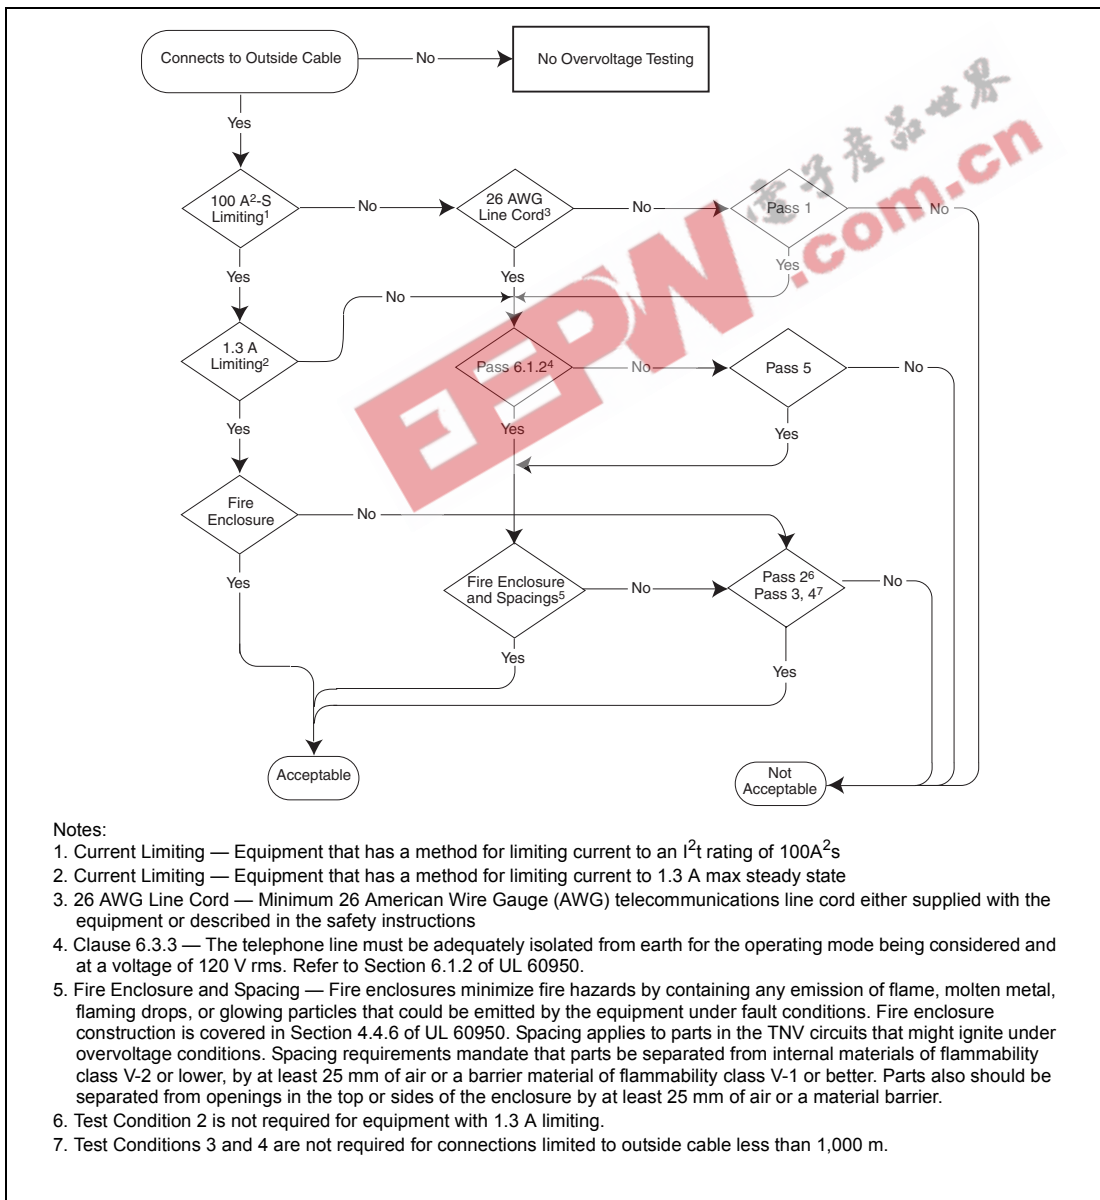 Connects to Outside Cable
No
No Overvoltage Testing
Yes
100 A²-S
Limiting¹
No
26 AWG
Line Cord³
No
Pass 1
No
Yes
Yes
Yes
No
1.3 A
Limiting²
Pass 6.1.2⁴
No
Pass 5
No
Yes
Yes
Yes
Fire
Enclosure
No
Yes
Fire Enclosure
and Spacings⁵
No
Pass 2⁶
Pass 3, 4⁷
No
Yes
Yes
Acceptable
Not
Acceptable
EEPW
.com.cn
電子產品世界
Notes:
1. Current Limiting — Equipment that has a method for limiting current to an I²t rating of 100A²s
2. Current Limiting — Equipment that has a method for limiting current to 1.3 A max steady state
3. 26 AWG Line Cord — Minimum 26 American Wire Gauge (AWG) telecommunications line cord either supplied with the
equipment or described in the safety instructions
4. Clause 6.3.3 — The telephone line must be adequately isolated from earth for the operating mode being considered and
at a voltage of 120 V rms. Refer to Section 6.1.2 of UL 60950.
5. Fire Enclosure and Spacing — Fire enclosures minimize fire hazards by containing any emission of flame, molten metal,
flaming drops, or glowing particles that could be emitted by the equipment under fault conditions. Fire enclosure
construction is covered in Section 4.4.6 of UL 60950. Spacing applies to parts in the TNV circuits that might ignite under
overvoltage conditions. Spacing requirements mandate that parts be separated from internal materials of flammability
class V-2 or lower, by at least 25 mm of air or a barrier material of flammability class V-1 or better. Parts also should be
separated from openings in the top or sides of the enclosure by at least 25 mm of air or a material barrier.
6. Test Condition 2 is not required for equipment with 1.3 A limiting.
7. Test Conditions 3 and 4 are not required for connections limited to outside cable less than 1,000 m.